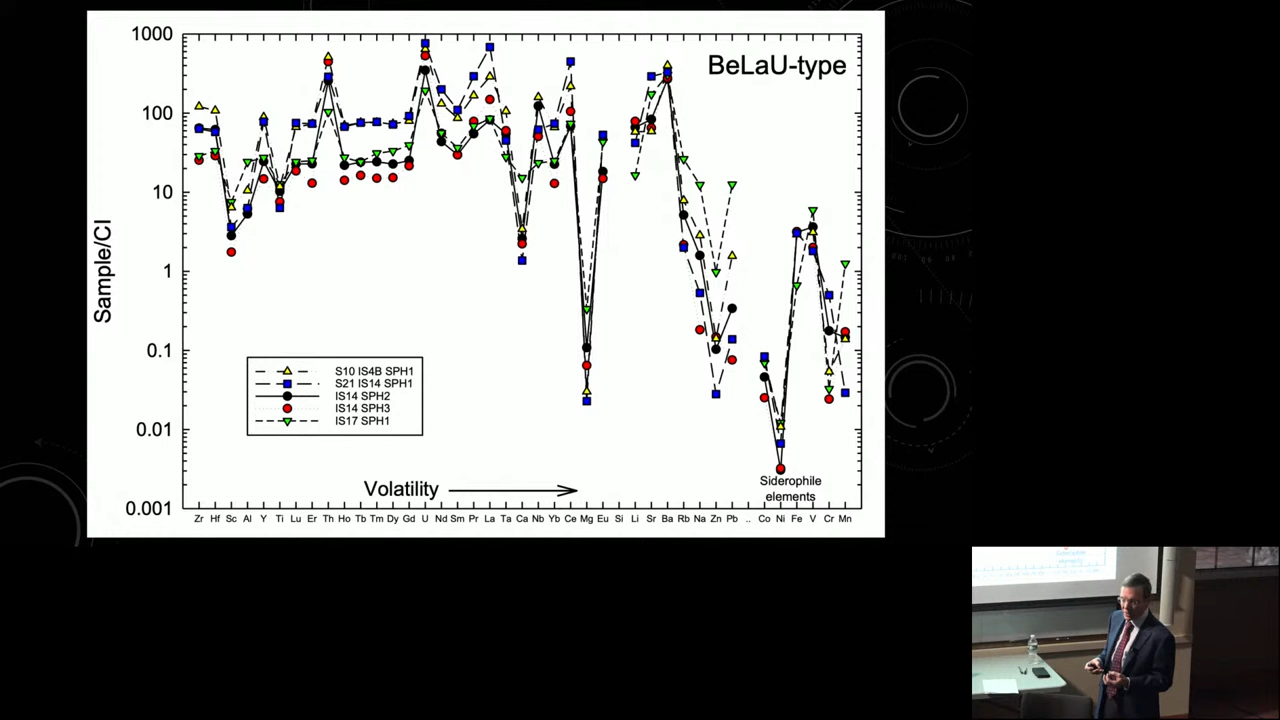 BeLaU-type
1000
100
10
1
0.1
0.01
0.001
Sample/CI
S10 IS4B SPH1
S21 IS14 SPH1
IS14 SPH2
IS14 SPH3
IS17 SPH1
Volatility
Siderophile
elements
Zr Hf Sc Al Y Ti Lu Er Th Ho Tb Tm Dy Gd U Nd Sm Pr La Ta Ca Nb Yb Ce Mg Eu Si Li Sr Ba Rb Na Zn Pb .. Co Ni Fe V Cr Mn